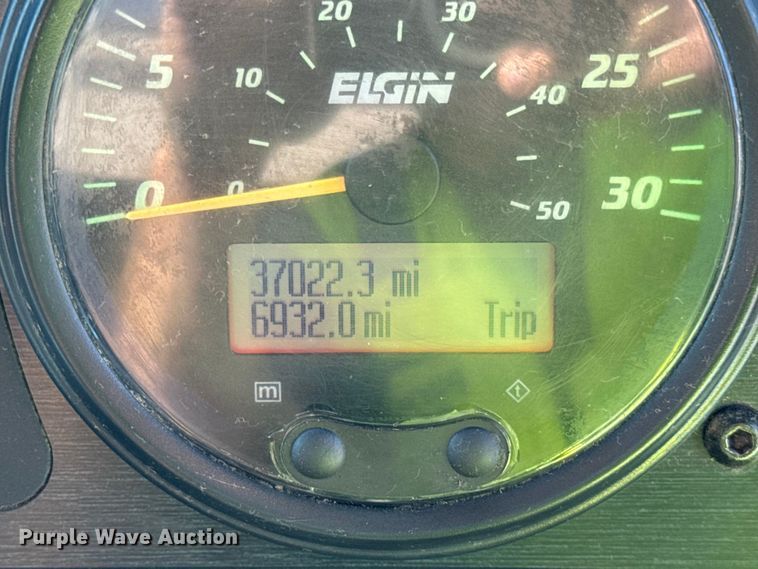 20 30
5 25
10 ELGIN 40
0 0 50 30
37022.3 mi
6932.0 mi Trip
m t
Purple Wave Auction